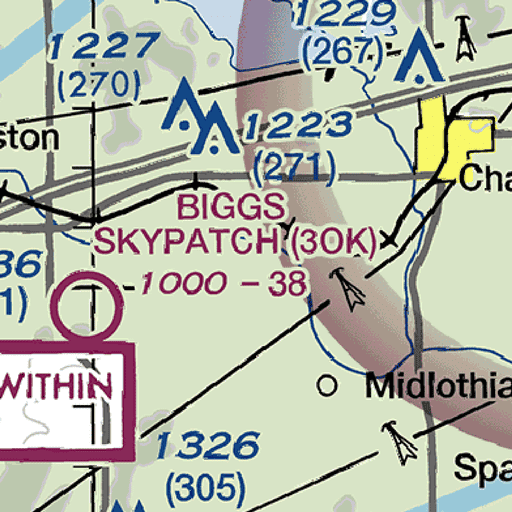 1229
(267)
1227
(270)
1223
(271)
ston
Cha
BIGGS
SKYPATCH (30K)
1000 - 38
36
1)
WITHIN
Midlothia
1326
(305)
Spa